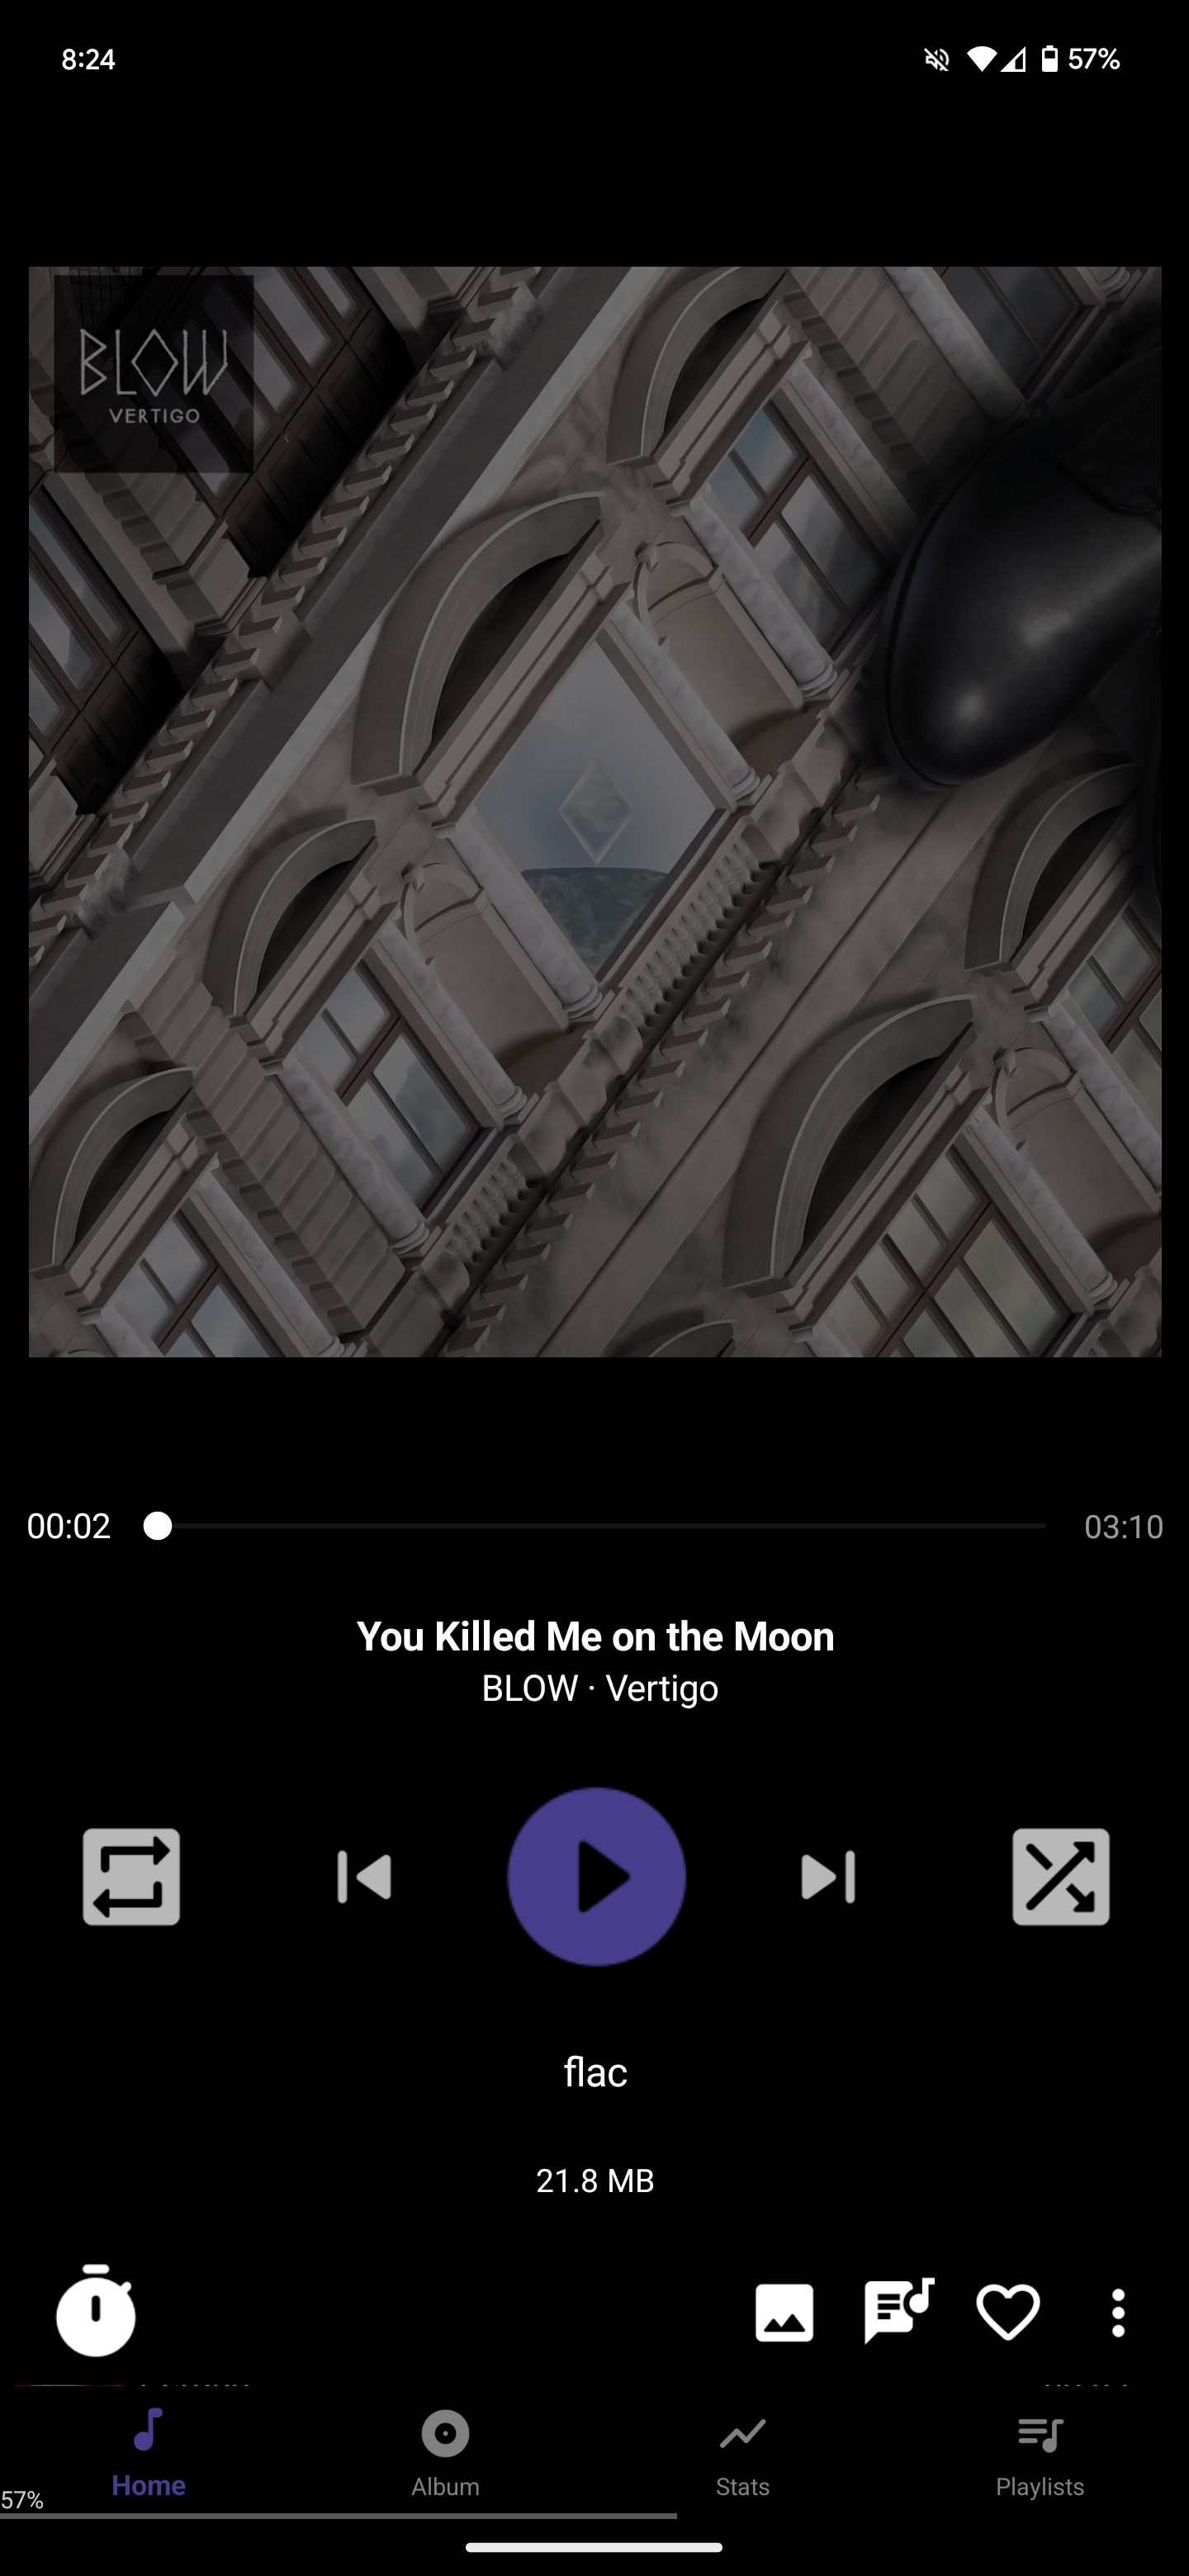 8:24
57%
BLOW
VERTIGO
00:02
03:10
You Killed Me on the Moon
BLOW · Vertigo
flac
21.8 MB
Home
Album
Stats
Playlists
57%